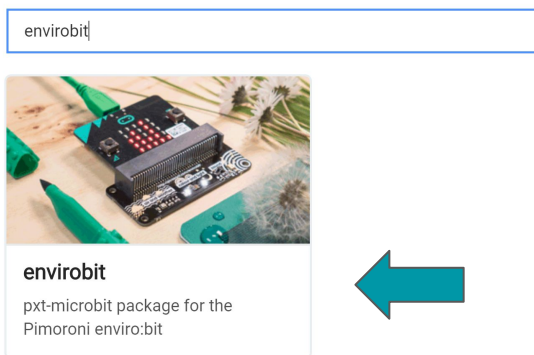 envirobit
envirobit
pxt-microbit package for the
Pimoroni enviro:bit